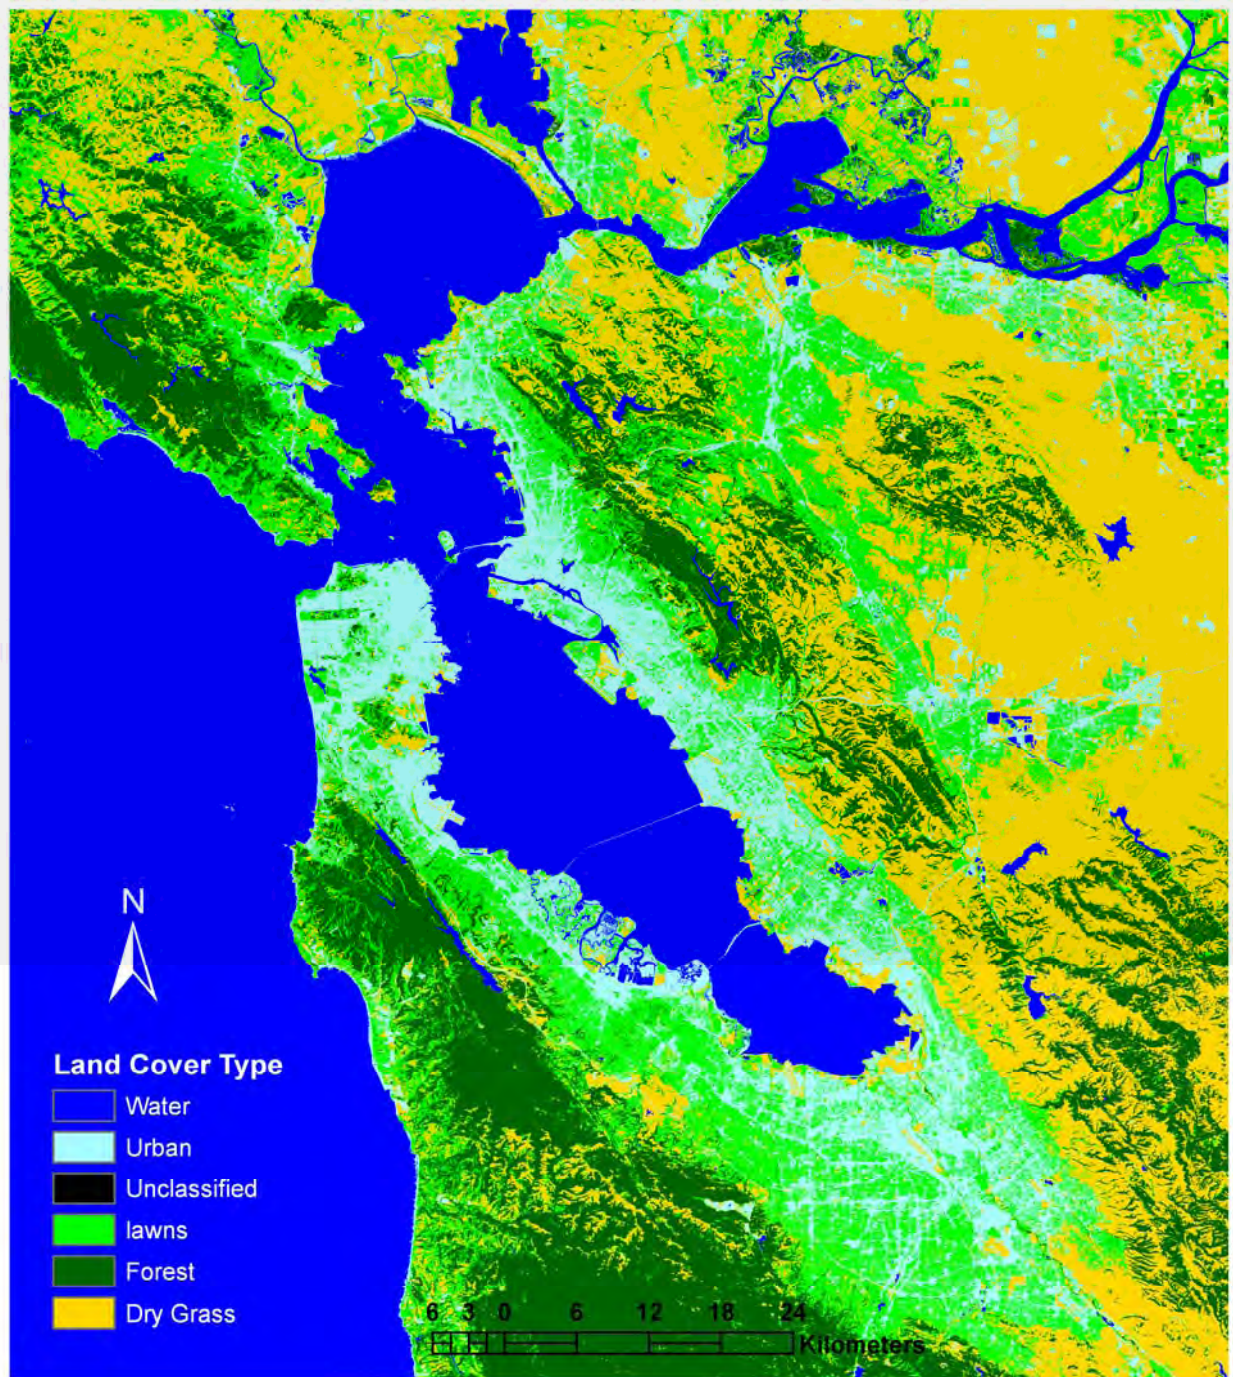 N
Land Cover Type
Water
Urban
Unclassified
lawns
Forest
Dry Grass
6 3 0 6 12 18 24
Kilometers